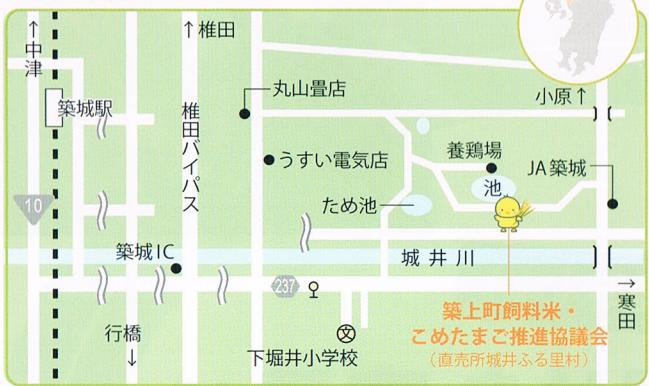 ↑中津
↑椎田
築城駅
椎田バイパス
丸山畳店
小原↑
うすい電気店
養鶏場
JA築城
池
ため池
10
築城IC
城井川
237
→寒田
行橋↓
文
下堀井小学校
築上町飼料米・
こめたまご推進協議会
（直売所城井ふる里村）